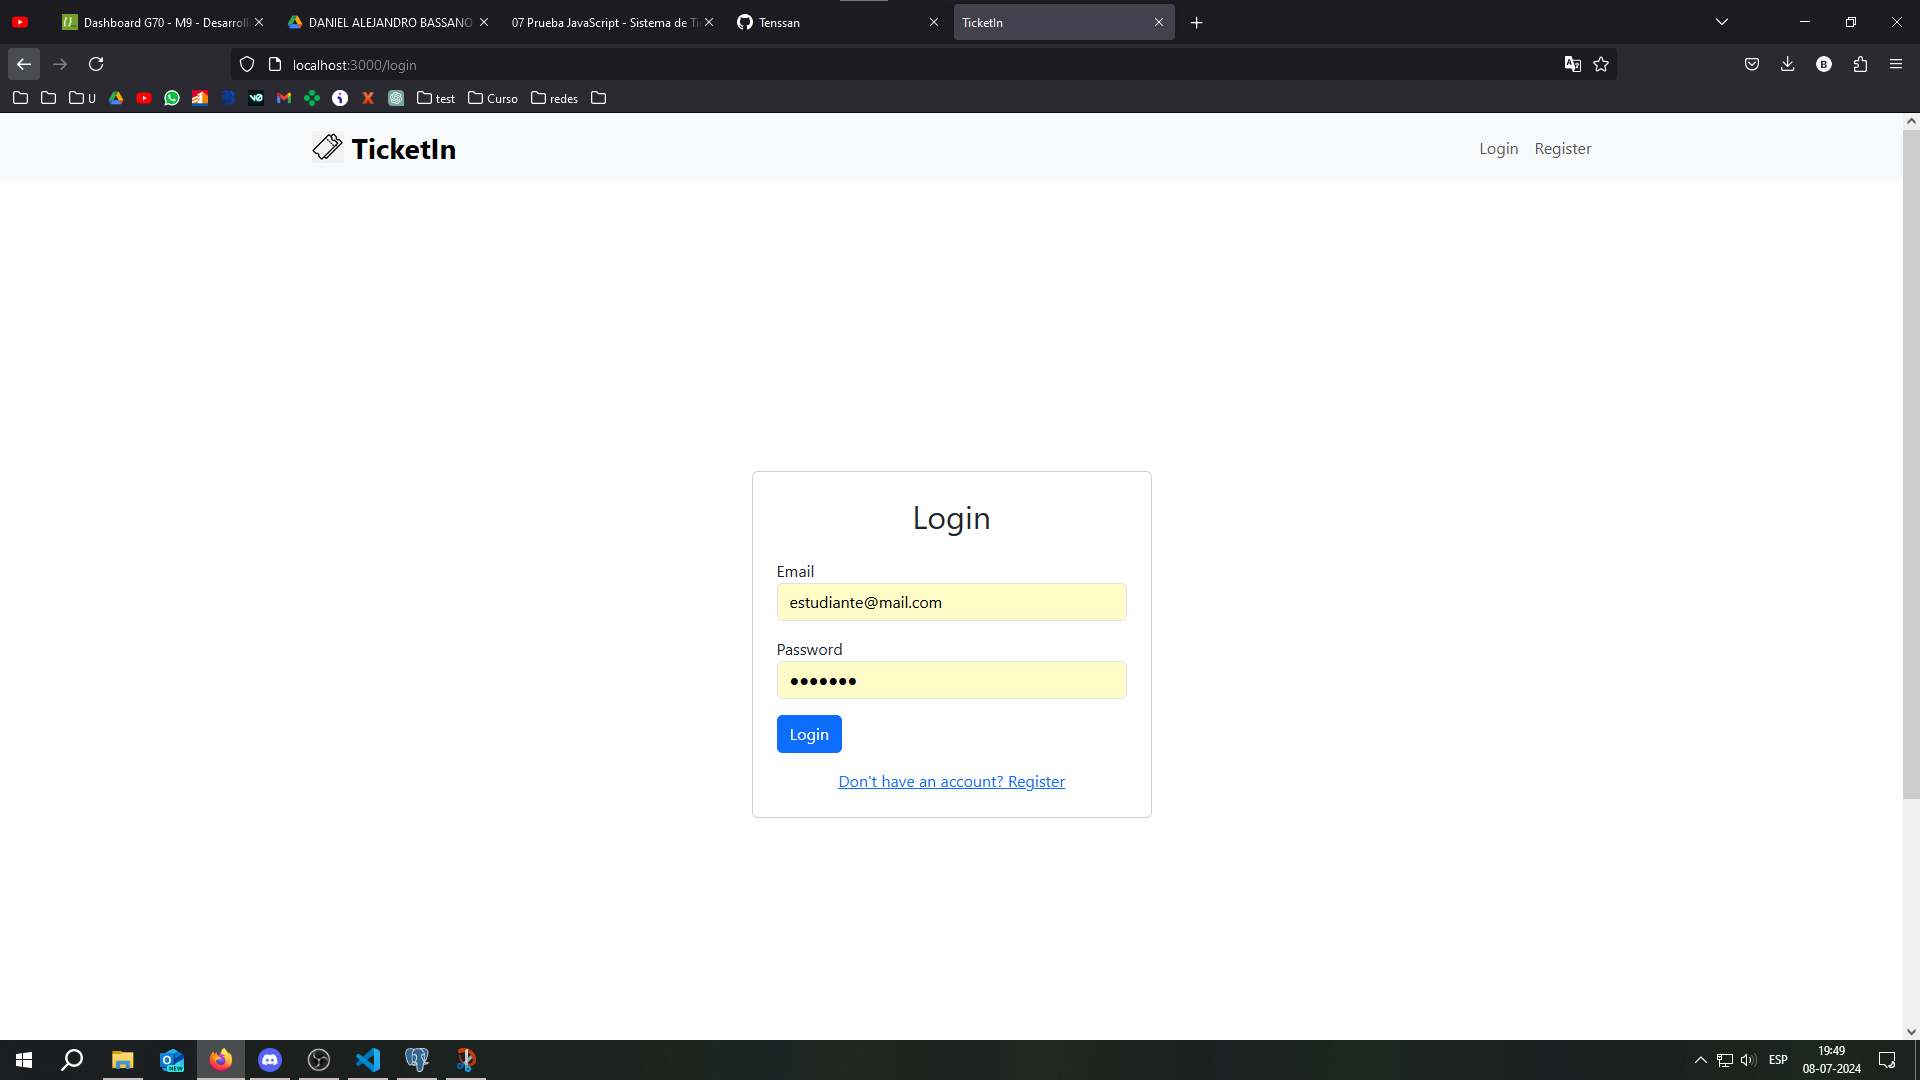 Dashboard G70 - M9 - Desarroll
DANIEL ALEJANDRO BASSANO
07 Prueba JavaScript - Sistema de Ti
Tenssan
TicketIn
localhost:3000/login
B
U
test
Curso
redes
TicketIn
Login
Register
Login
Email
estudiante@mail.com
Password
Login
Don't have an account? Register
ESP
19:49
08-07-2024